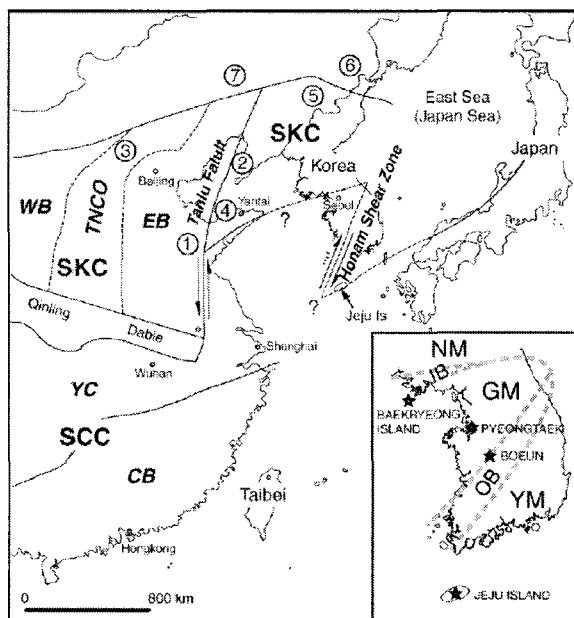 ⑦
⑥
⑤
East Sea
(Japan Sea)
SKC
③
②
Korea
Japan
Beijing
Tanlu Falult
WB
TNCO
EB
④
Yantai
Seoul
?
Honam Shear Zone
①
SKC
?
Qinling
Dabie
Jeju Is
Shanghai
Wuhan
YC
SCC
CB
Taibei
Hongkong
0
800 km
NM
IB
GM
BAEKRYEONG
ISLAND
PYEONGTAEK
BOEUN
OB
YM
JEJU ISLAND